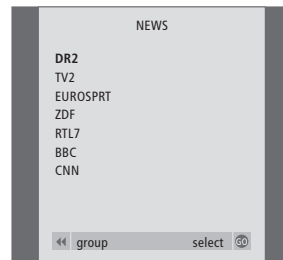 NEWS
DR2
TV2
EUROSPRT
ZDF
RTL7
BBC
CNN
group select GO